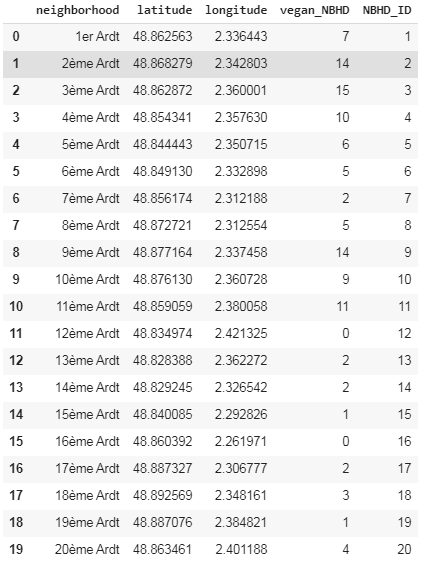 neighborhood latitude longitude vegan_NBHD NBHD_ID
0 1er Ardt 48.862563 2.336443 7 1
1 2ème Ardt 48.868279 2.342803 14 2
2 3ème Ardt 48.862872 2.360001 15 3
3 4ème Ardt 48.854341 2.357630 10 4
4 5ème Ardt 48.844443 2.350715 6 5
5 6ème Ardt 48.849130 2.332898 5 6
6 7ème Ardt 48.856174 2.312188 2 7
7 8ème Ardt 48.872721 2.312554 5 8
8 9ème Ardt 48.877164 2.337458 14 9
9 10ème Ardt 48.876130 2.360728 9 10
10 11ème Ardt 48.859059 2.380058 11 11
11 12ème Ardt 48.834974 2.421325 0 12
12 13ème Ardt 48.828388 2.362272 2 13
13 14ème Ardt 48.829245 2.326542 2 14
14 15ème Ardt 48.840085 2.292826 1 15
15 16ème Ardt 48.860392 2.261971 0 16
16 17ème Ardt 48.887327 2.306777 2 17
17 18ème Ardt 48.892569 2.348161 3 18
18 19ème Ardt 48.887076 2.384821 1 19
19 20ème Ardt 48.863461 2.401188 4 20